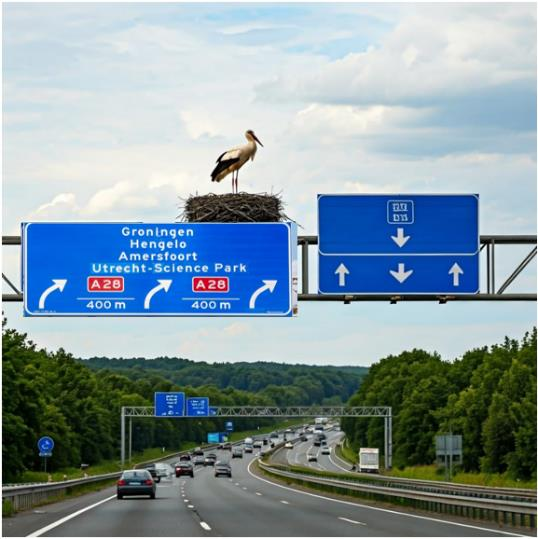 Groningen
Hengelo
Amersfoort
Utrecht-Science Park
A28 A28
400 m 400 m